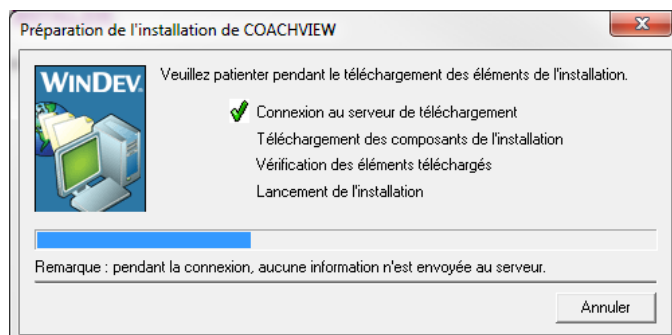 Préparation de l'installation de COACHVIEW
WINDEV.
Veuillez patienter pendant le téléchargement des éléments de l'installation.
Connexion au serveur de téléchargement
Téléchargement des composants de l'installation
Vérification des éléments téléchargés
Lancement de l'installation
Remarque : pendant la connexion, aucune information n'est envoyée au serveur.
Annuler